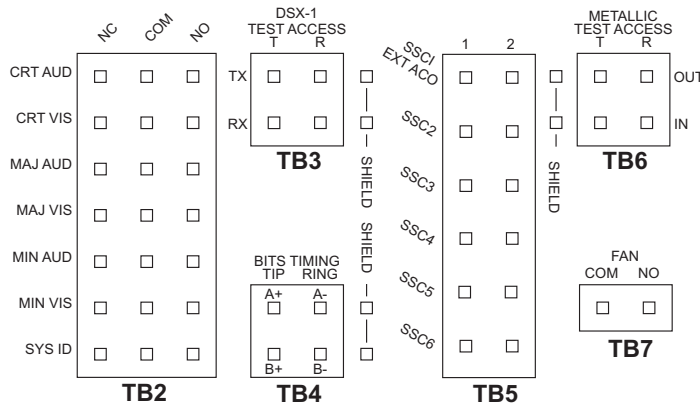 NC COM NO
CRT AUD
CRT VIS
MAJ AUD
MAJ VIS
MIN AUD
MIN VIS
SYS ID
TB2
DSX-1
TEST ACCESS
T R
TX
RX
TB3
SHIELD
SHIELD
BITS TIMING
TIP RING
A+ A-
B+ B-
TB4
1 2
SSCI
EXT ACO
SSC2
SSC3
SSC4
SSC5
SSC6
TB5
SHIELD
METALLIC
TEST ACCESS
T R
OUT
IN
TB6
FAN
COM NO
TB7